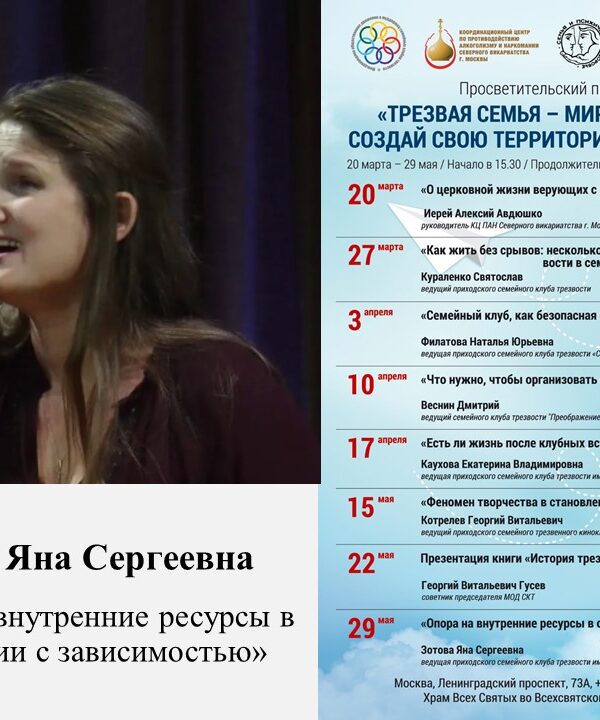 Яна Сергеевна
внутренние ресурсы в
ии с зависимостью»
КООРДИНАЦИОННЫЙ ЦЕНТР
ПО ПРОТИВОДЕЙСТВИЮ
АЛКОГОЛИЗМУ И НАРКОМАНИИ
СЕВЕРНОГО ВИКАРИАТСТВА
Г. МОСКВЫ
Просветительский п
«ТРЕЗВАЯ СЕМЬЯ – МИР
СОЗДАЙ СВОЮ ТЕРРИТОРИ
20 марта – 29 мая / Начало в 15.30 / Продолжитель
20 марта
«О церковной жизни верующих с
Иерей Алексий Авдюшко
руководитель КЦ ПАН Северного викариатства г. Мо
27 марта
«Как жить без срывов: несколько
вости в сем
Кураленко Святослав
ведущий приходского семейного клуба трезвости
3 апреля
«Семейный клуб, как безопасная
Филатова Наталья Юрьевна
ведущая приходского семейного клуба трезвости «С
10 апреля
«Что нужно, чтобы организовать
Веснин Дмитрий
ведущий семейного клуба трезвости "Преображение
17 апреля
«Есть ли жизнь после клубных вс
Каухова Екатерина Владимировна
ведущая приходского семейного клуба трезвости им
15 мая
«Феномен творчества в становле
Котрелев Георгий Витальевич
ведущий приходского семейного трезвенного кинокл
22 мая
Презентация книги «История трез
Георгий Витальевич Гусев
советник председателя МОД СКТ
29 мая
«Опора на внутренние ресурсы в с
Зотова Яна Сергеевна
ведущая приходского семейного клуба трезвости им
Москва, Ленинградский проспект, 73А, +
Храм Всех Святых во Всехсвятском